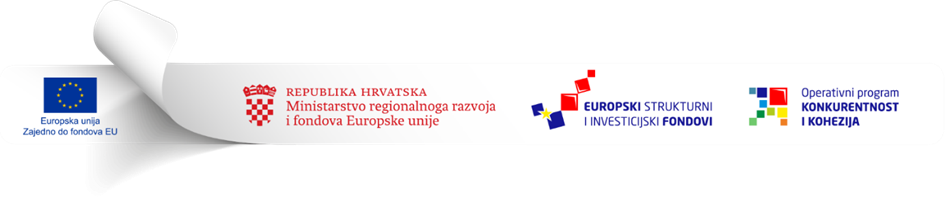 Europska unija
Zajedno do fondova EU
REPUBLIKA HRVATSKA
Ministarstvo regionalnoga razvoja
i fondova Europske unije
EUROPSKI STRUKTURNI
I INVESTICIJSKI FONDOVI
Operativni program
KONKURENTNOST
I KOHEZIJA